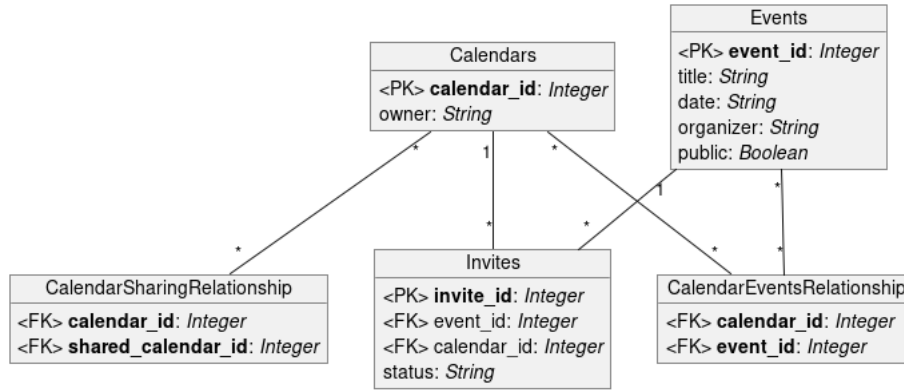 Events
<PK> event_id: Integer
title: String
date: String
organizer: String
public: Boolean
Calendars
<PK> calendar_id: Integer
owner: String
* 1 * 1 *
* * * * *
CalendarSharingRelationship
<FK> calendar_id: Integer
<FK> shared_calendar_id: Integer
Invites
<PK> invite_id: Integer
<FK> event_id: Integer
<FK> calendar_id: Integer
status: String
CalendarEventsRelationship
<FK> calendar_id: Integer
<FK> event_id: Integer